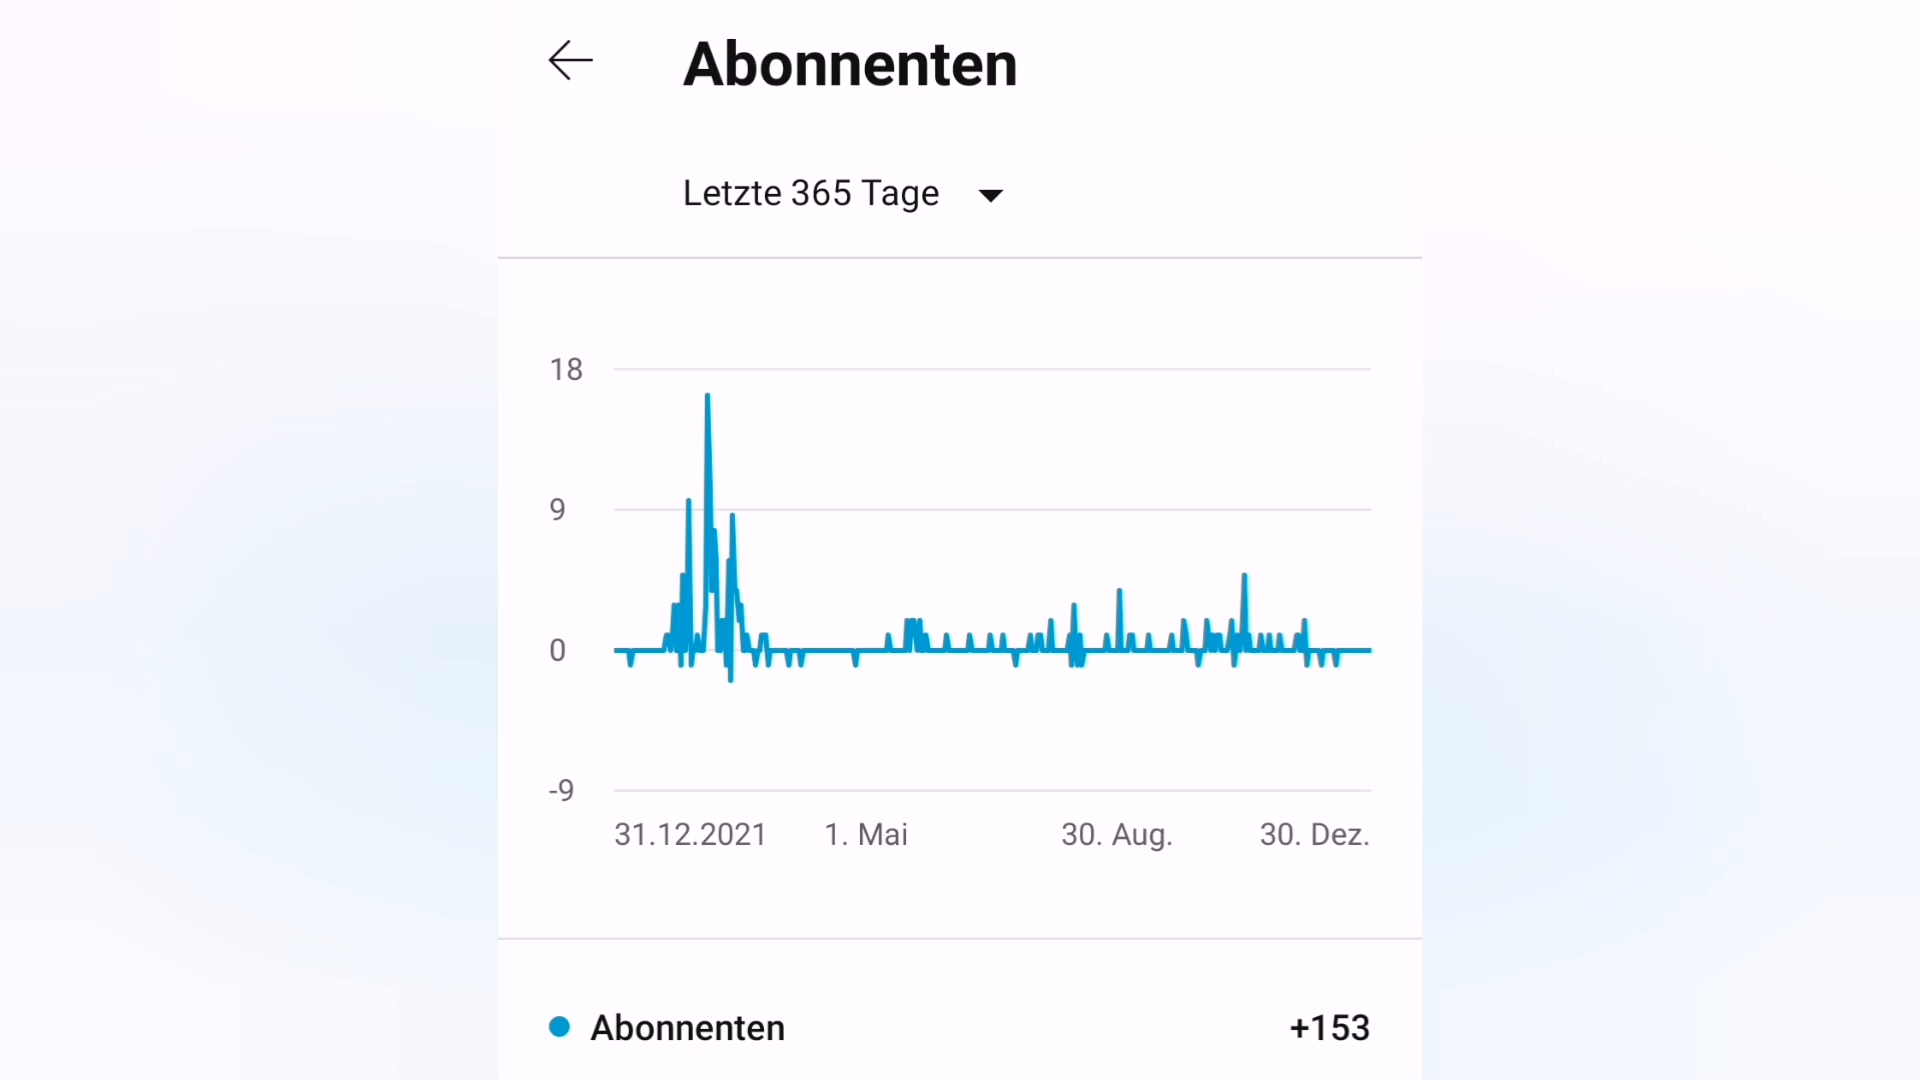 Abonnenten
Letzte 365 Tage
18
9
0
-9
31.12.2021 1. Mai 30. Aug. 30. Dez.
Abonnenten +153